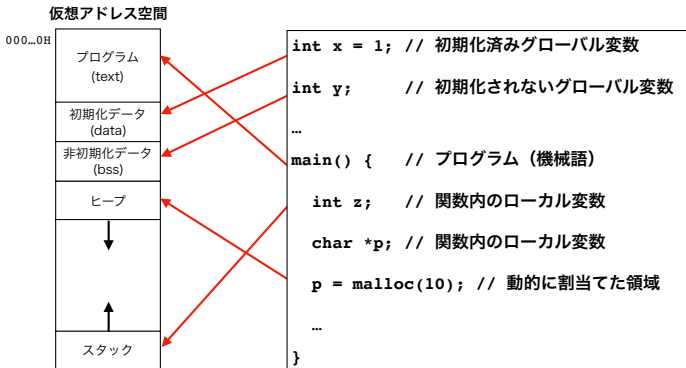 仮想アドレス空間
000…0H
プログラム
(text)
初期化データ
(data)
非初期化データ
(bss)
ヒープ
スタック
int x = 1; // 初期化済みグローバル変数
int y; // 初期化されないグローバル変数
…
main() { // プログラム（機械語）
int z; // 関数内のローカル変数
char *p; // 関数内のローカル変数
p = malloc(10); // 動的に割当てた領域
…
}